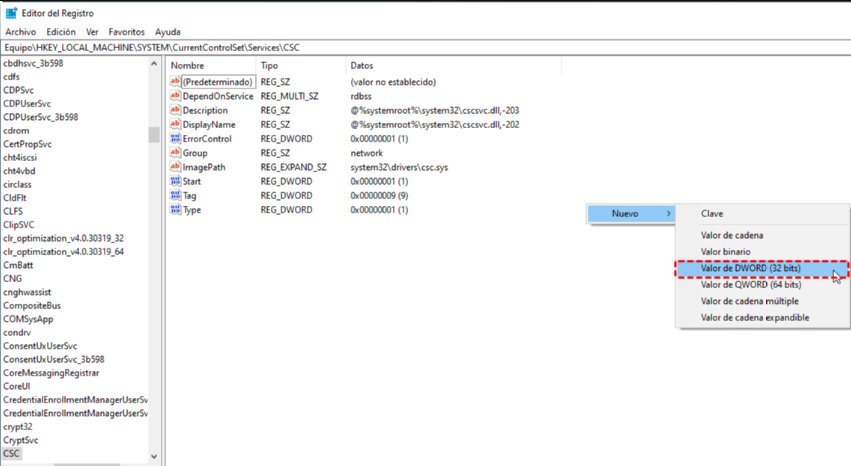 Editor del Registro
Archivo Edición Ver Favoritos Ayuda
Equipo\HKEY_LOCAL_MACHINE\SYSTEM\CurrentControlSet\Services\CSC
cbdhsvc_3b598
cdfs
CDPSvc
CDPUserSvc
CDPUserSvc_3b598
cdrom
CertPropSvc
cht4iscsi
cht4vbd
circlass
CldFlt
CLFS
ClipSVC
clr_optimization_v4.0.30319_32
clr_optimization_v4.0.30319_64
CmBatt
CNG
cnghwassist
CompositeBus
COMSysApp
condrv
ConsentUxUserSvc
ConsentUxUserSvc_3b598
CoreMessagingRegistrar
CoreUI
CredentialEnrollmentManagerUserSv
CredentialEnrollmentManagerUserSv
crypt32
CryptSvc
CSC
Nombre Tipo Datos
(Predeterminado) REG_SZ (valor no establecido)
DependOnService REG_MULTI_SZ rdbss
Description REG_SZ @%systemroot%\system32\cscsvc.dll,-203
DisplayName REG_SZ @%systemroot%\system32\cscsvc.dll,-202
ErrorControl REG_DWORD 0x00000001 (1)
Group REG_SZ network
ImagePath REG_EXPAND_SZ system32\drivers\csc.sys
Start REG_DWORD 0x00000001 (1)
Tag REG_DWORD 0x00000009 (9)
Type REG_DWORD 0x00000001 (1)
Nuevo
Clave
Valor de cadena
Valor binario
Valor de DWORD (32 bits)
Valor de QWORD (64 bits)
Valor de cadena múltiple
Valor de cadena expandible